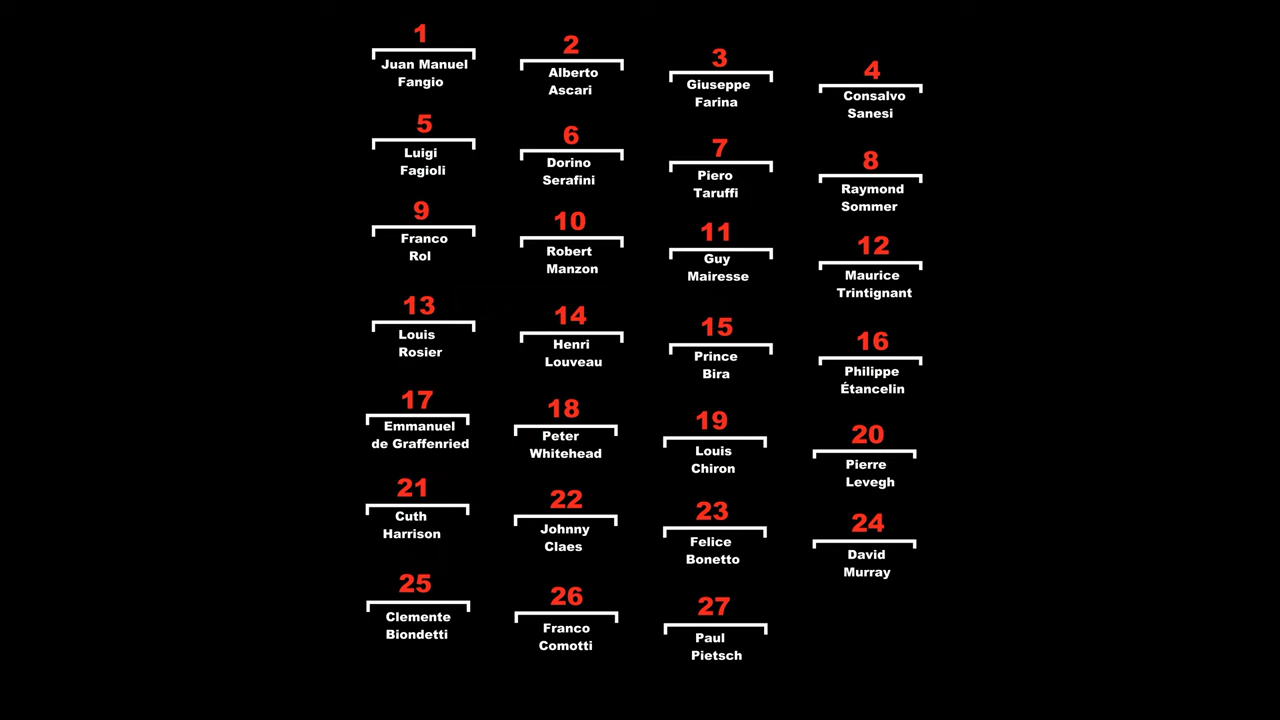 1
Juan Manuel
Fangio
2
Alberto
Ascari
3
Giuseppe
Farina
4
Consalvo
Sanesi
5
Luigi
Fagioli
6
Dorino
Serafini
7
Piero
Taruffi
8
Raymond
Sommer
9
Franco
Rol
10
Robert
Manzon
11
Guy
Mairesse
12
Maurice
Trintignant
13
Louis
Rosier
14
Henri
Louveau
15
Prince
Bira
16
Philippe
Étancelin
17
Emmanuel
de Graffenried
18
Peter
Whitehead
19
Louis
Chiron
20
Pierre
Levegh
21
Cuth
Harrison
22
Johnny
Claes
23
Felice
Bonetto
24
David
Murray
25
Clemente
Biondetti
26
Franco
Comotti
27
Paul
Pietsch